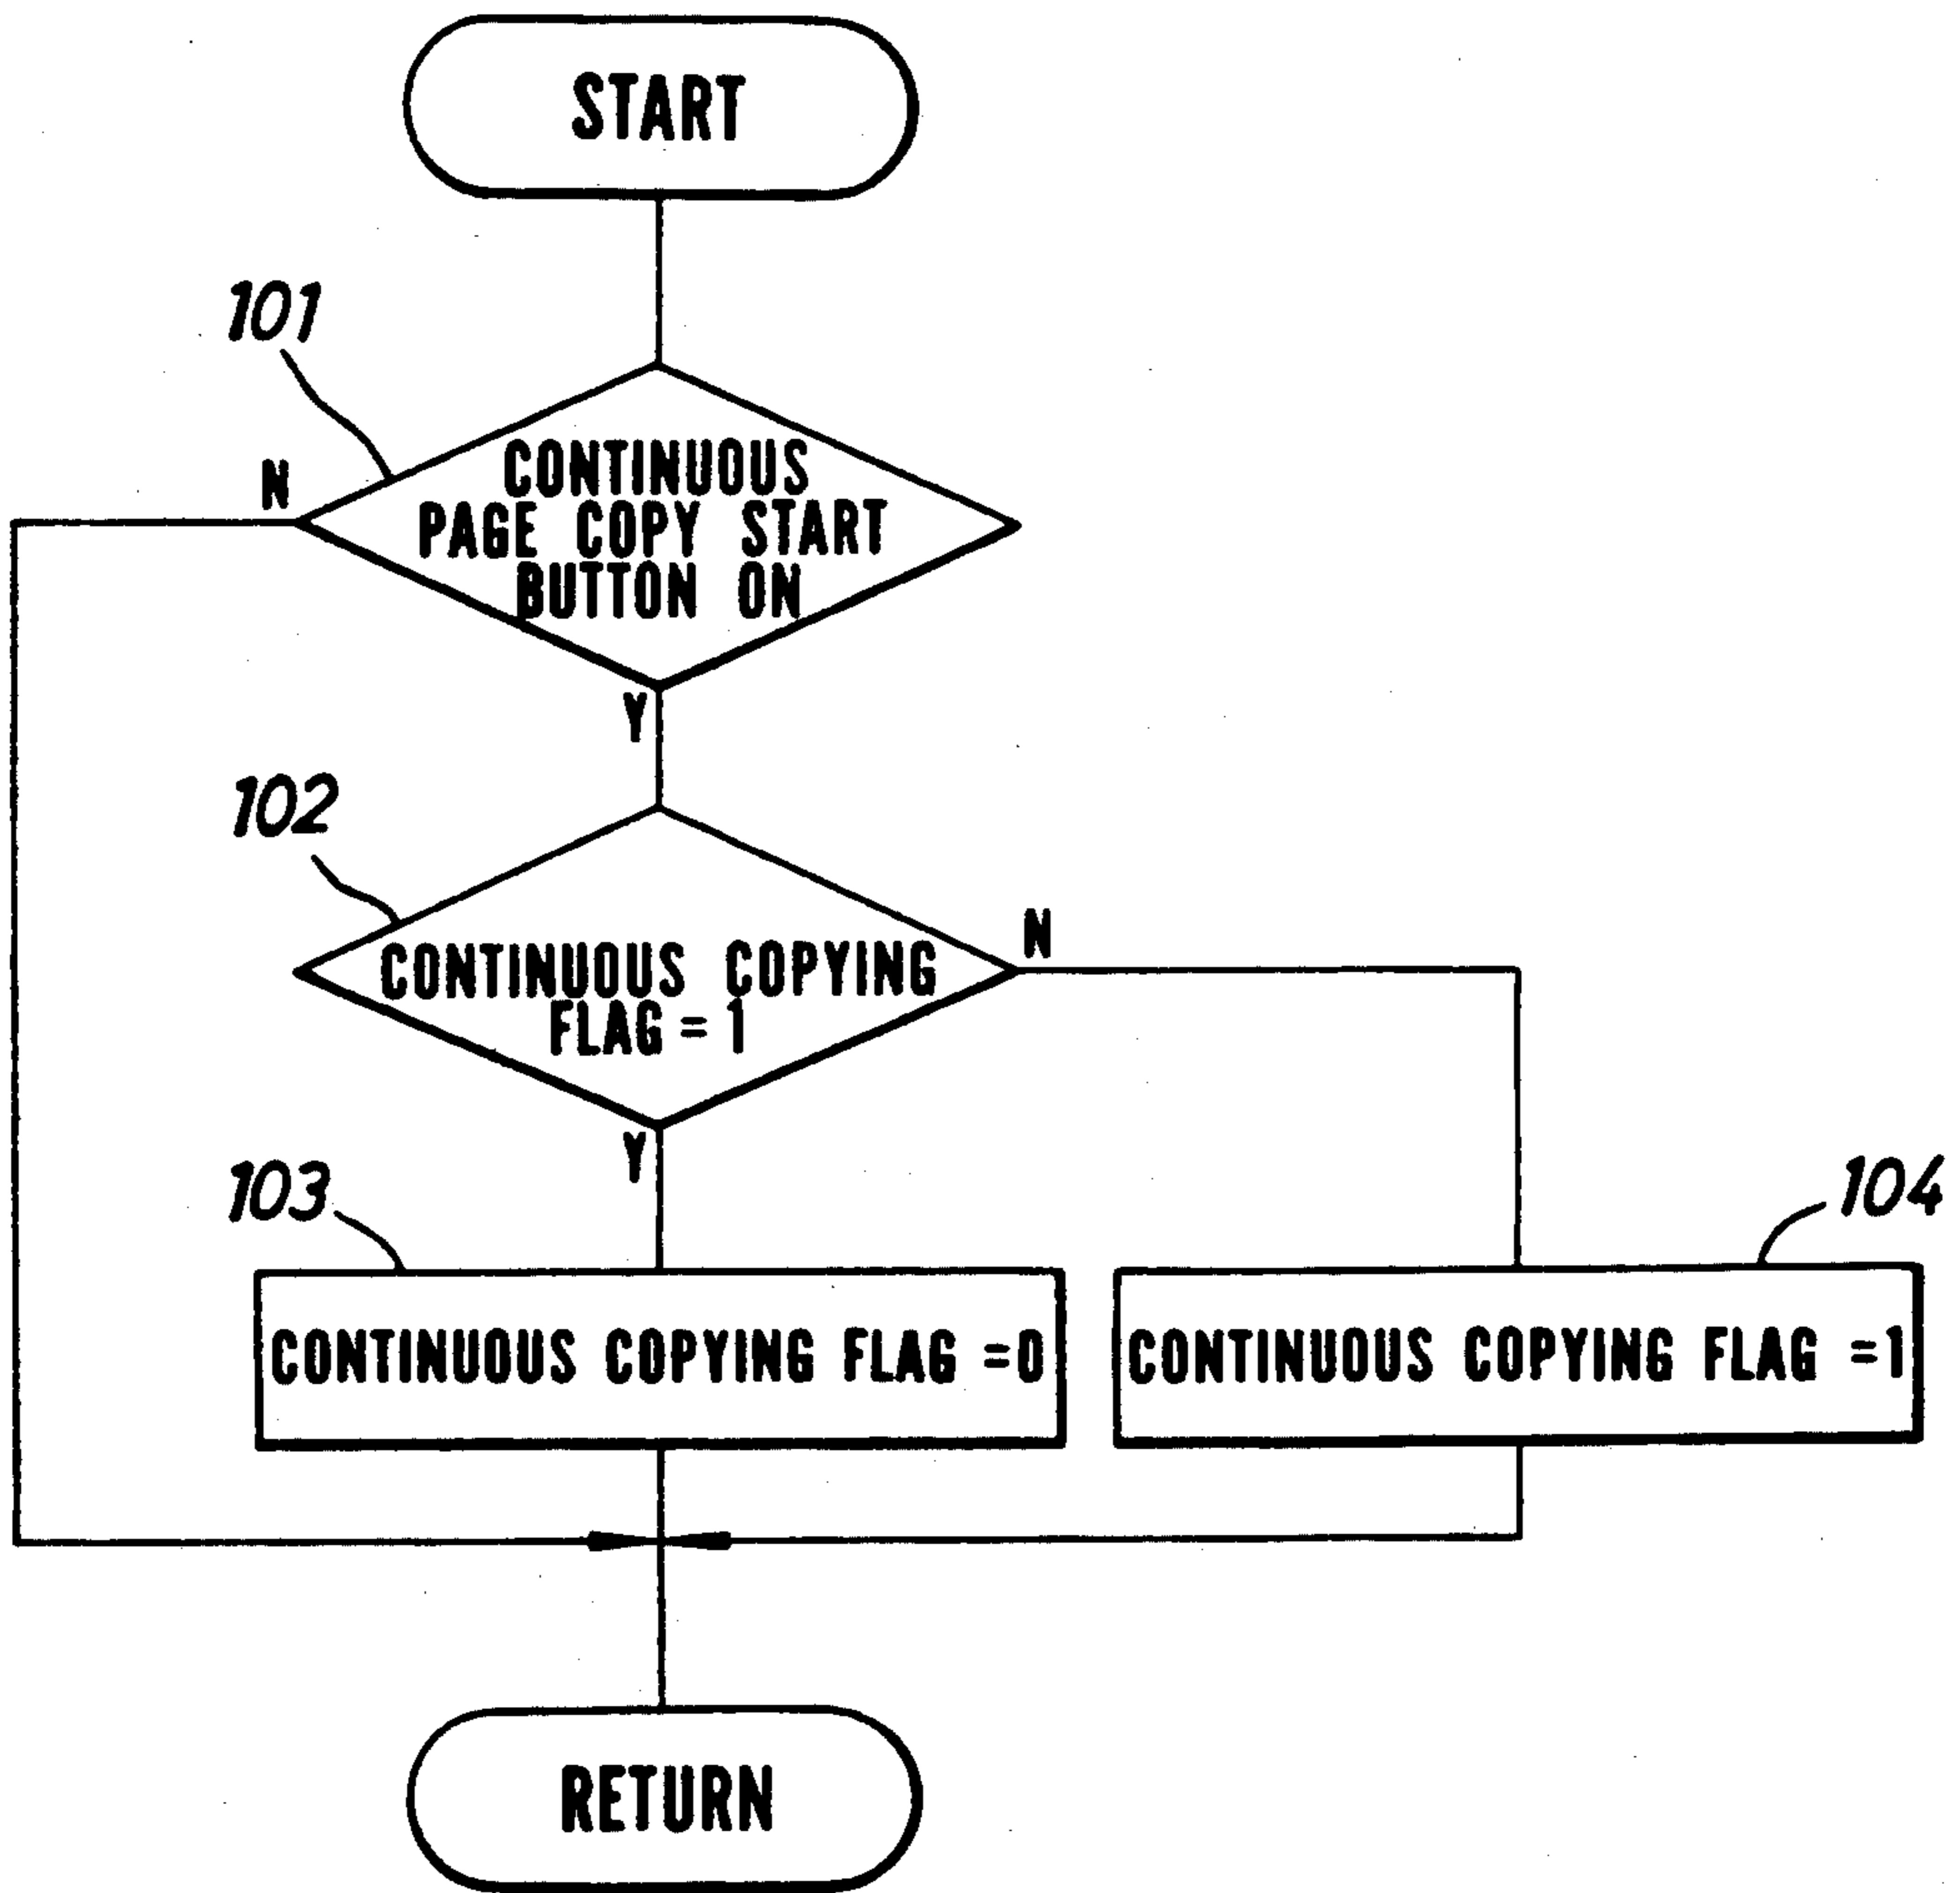 START
101
N
CONTINUOUS
PAGE COPY START
BUTTON ON
Y
102
N
CONTINUOUS COPYING
FLAG = 1
Y
103
104
CONTINUOUS COPYING FLAG =0
CONTINUOUS COPYING FLAG =1
RETURN